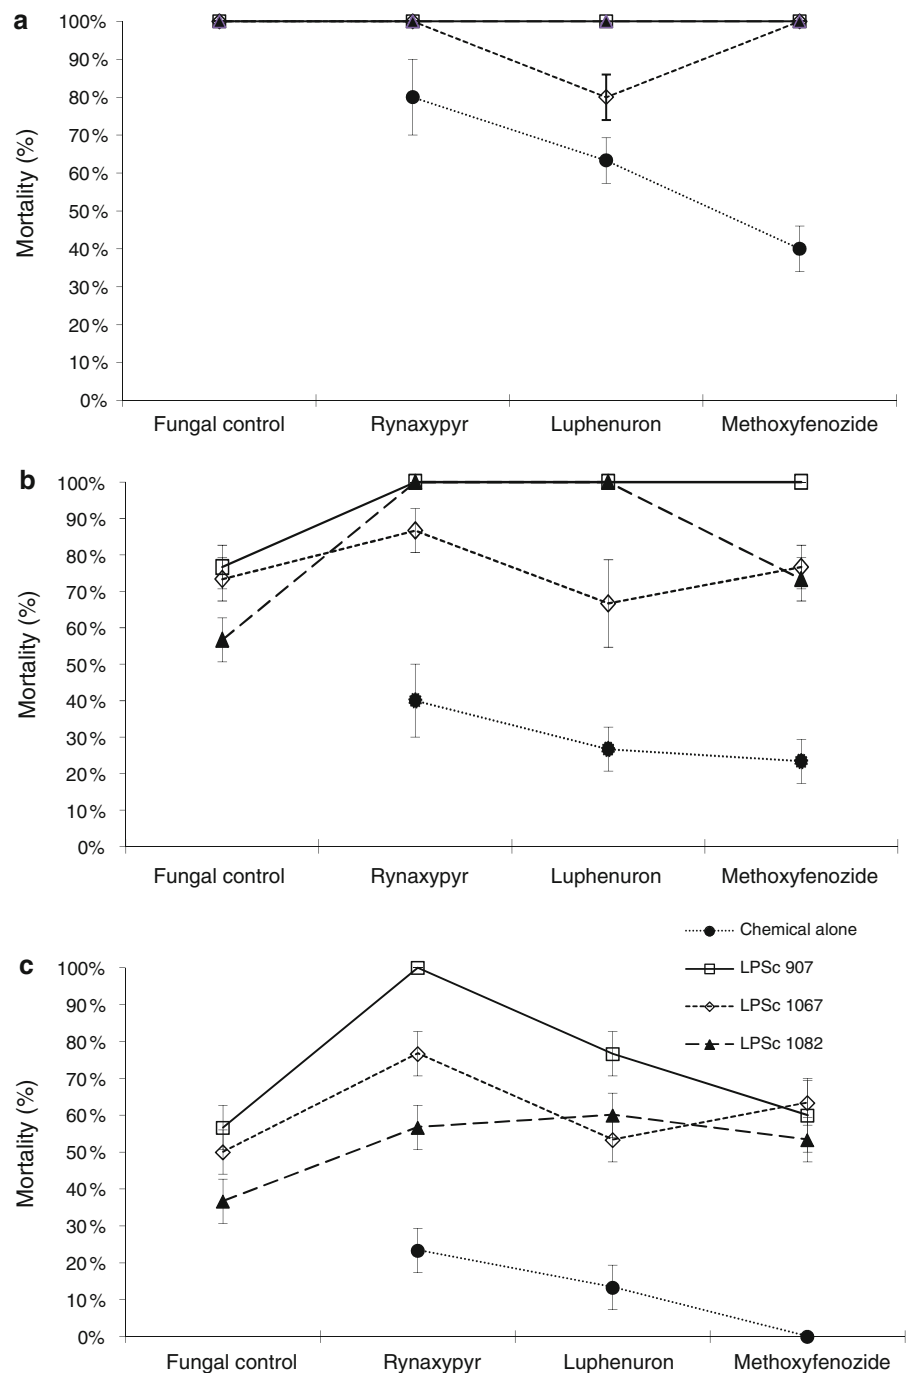 a
100%
90%
80%
70%
60%
50%
40%
30%
20%
10%
0%
Mortality (%)
Fungal control Rynaxypyr Luphenuron Methoxyfenozide
b
100%
90%
80%
70%
60%
50%
40%
30%
20%
10%
0%
Mortality (%)
Fungal control Rynaxypyr Luphenuron Methoxyfenozide
Chemical alone
LPSc 907
LPSc 1067
LPSc 1082
c
100%
90%
80%
70%
60%
50%
40%
30%
20%
10%
0%
Mortality (%)
Fungal control Rynaxypyr Luphenuron Methoxyfenozide